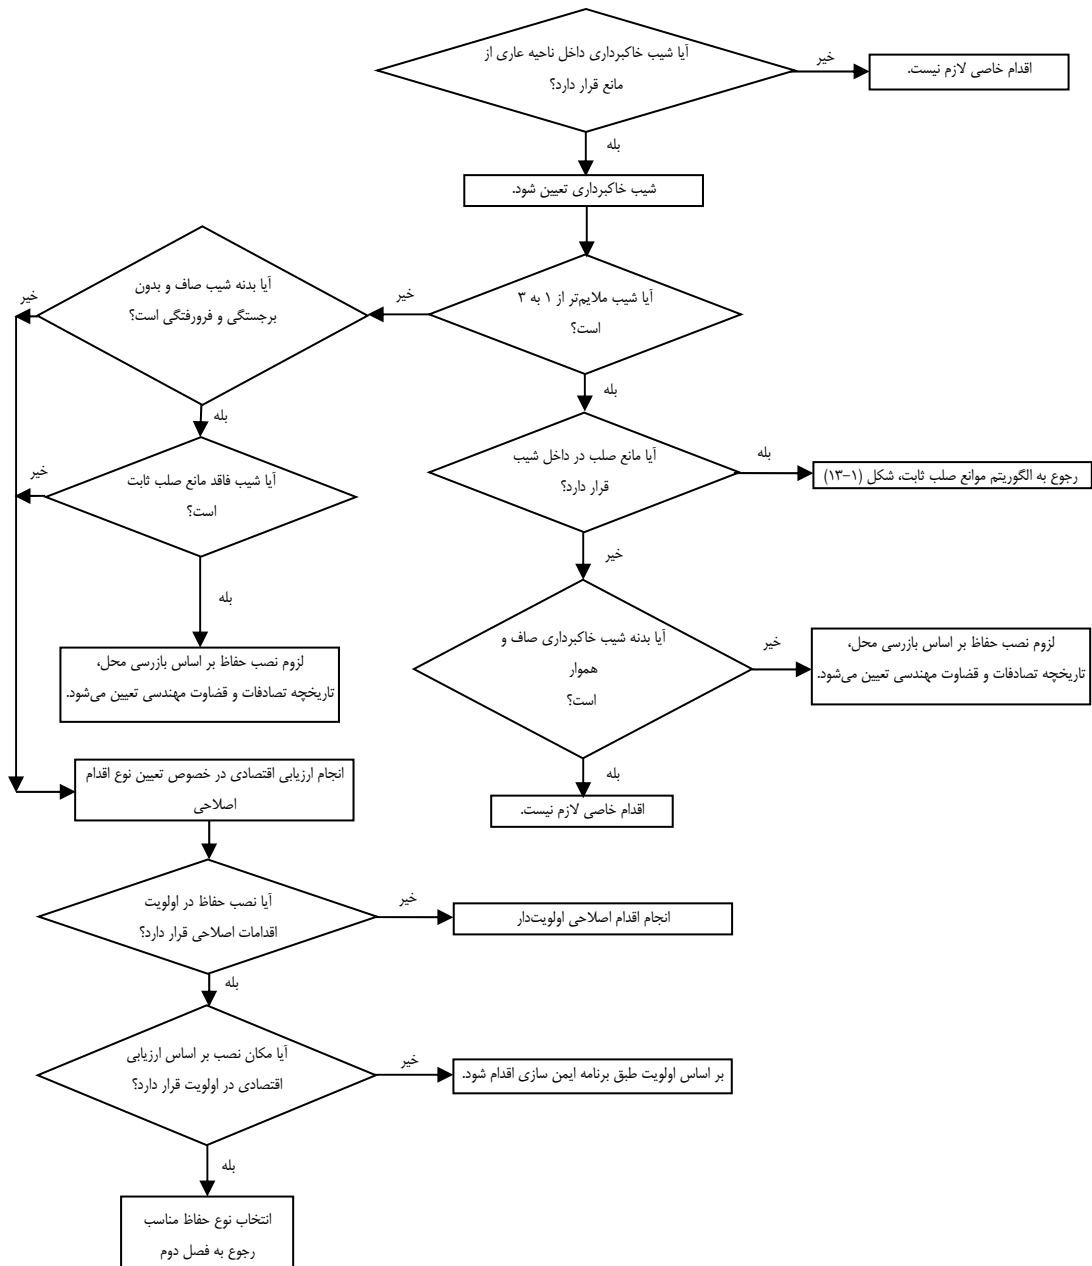 آیا شیب خاکبرداری داخل ناحیه عاری از
مانع قرار دارد؟
خیر
اقدام خاصی لازم نیست.
بله
شیب خاکبرداری تعیین شود.
آیا شیب ملایم‌تر از ۱ به ۳
است؟
خیر
آیا بدنه شیب صاف و بدون
برجستگی و فرورفتگی است؟
خیر
بله
بله
آیا مانع صلب در داخل شیب
قرار دارد؟
بله
رجوع به الگوریتم موانع صلب ثابت، شکل (۱-۱۳)
آیا شیب فاقد مانع صلب ثابت
است؟
خیر
خیر
بله
آیا بدنه شیب خاکبرداری صاف و
هموار
است؟
خیر
لزوم نصب حفاظ بر اساس بازرسی محل،
تاریخچه تصادفات و قضاوت مهندسی تعیین می‌شود.
لزوم نصب حفاظ بر اساس بازرسی محل،
تاریخچه تصادفات و قضاوت مهندسی تعیین می‌شود.
بله
اقدام خاصی لازم نیست.
انجام ارزیابی اقتصادی در خصوص تعیین نوع اقدام
اصلاحی
آیا نصب حفاظ در اولویت
اقدامات اصلاحی قرار دارد؟
خیر
انجام اقدام اصلاحی اولویت‌دار
بله
آیا مکان نصب بر اساس ارزیابی
اقتصادی در اولویت قرار دارد؟
خیر
بر اساس اولویت طبق برنامه ایمن سازی اقدام شود.
بله
انتخاب نوع حفاظ مناسب
رجوع به فصل دوم